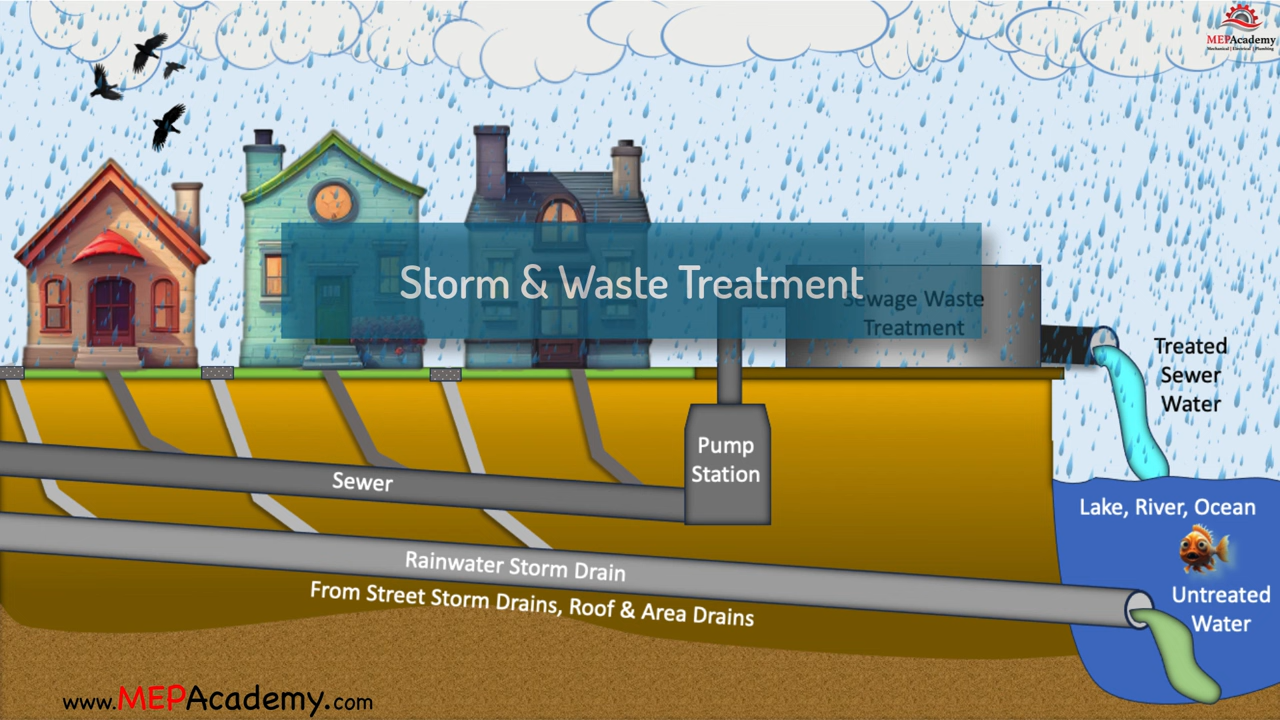 MEPAcademy
Mechanical | Electrical | Plumbing
Storm & Waste Treatment
Sewage Waste
Treatment
Treated
Sewer
Water
Pump
Station
Sewer
Lake, River, Ocean
Rainwater Storm Drain
From Street Storm Drains, Roof & Area Drains
Untreated
Water
www.MEPAcademy.com